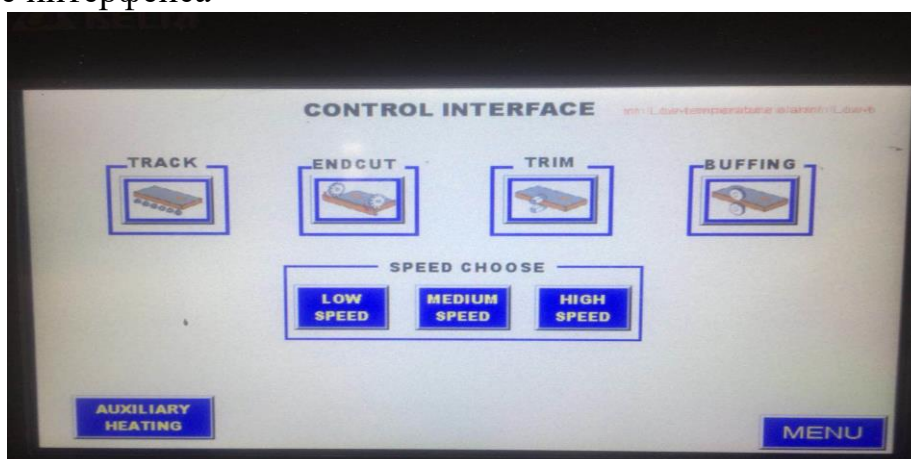 CONTROL INTERFACE
TRACK
ENDCUT
TRIM
BUFFING
SPEED CHOOSE
LOW
SPEED
MEDIUM
SPEED
HIGH
SPEED
AUXILIARY
HEATING
MENU